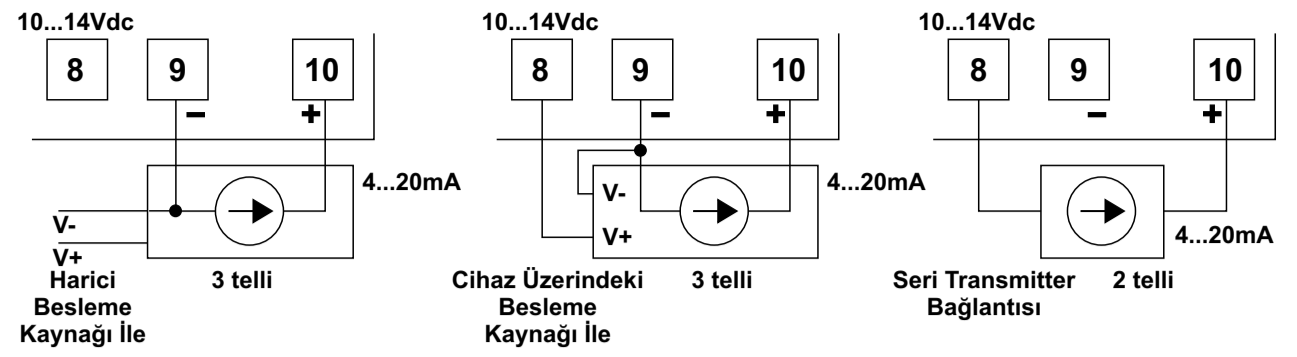 10...14Vdc
8 9 10
− +
4...20mA
V-
V+
Harici
Besleme
Kaynağı İle
3 telli
10...14Vdc
8 9 10
− +
4...20mA
V-
V+
Cihaz Üzerindeki
Besleme
Kaynağı İle
3 telli
10...14Vdc
8 9 10
− +
4...20mA
Seri Transmitter
Bağlantısı
2 telli